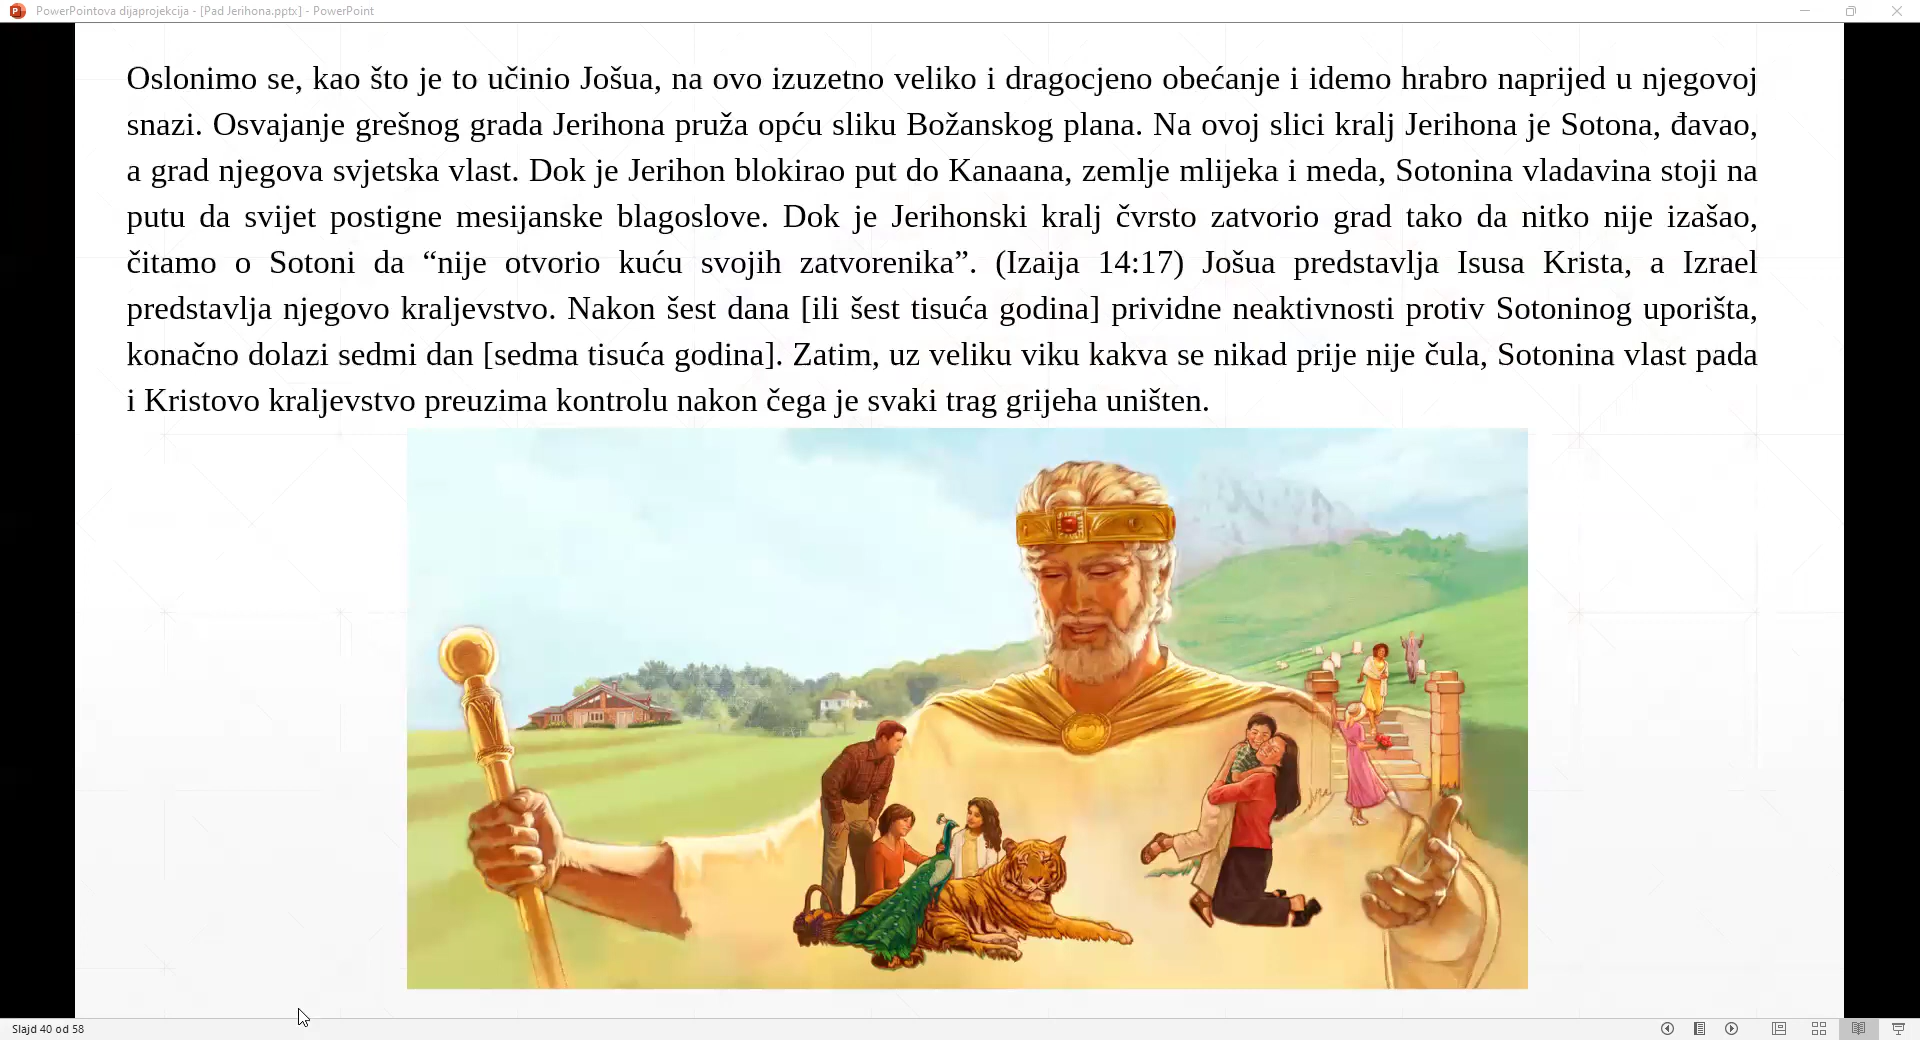 PowerPointova dijaprojekcija - [Pad Jerihona.pptx] - PowerPoint
Oslonimo se, kao što je to učinio Jošua, na ovo izuzetno veliko i dragocjeno obećanje i idemo hrabro naprijed u njegovoj
snazi. Osvajanje grešnog grada Jerihona pruža opću sliku Božanskog plana. Na ovoj slici kralj Jerihona je Sotona, đavao,
a grad njegova svjetska vlast. Dok je Jerihon blokirao put do Kanaana, zemlje mlijeka i meda, Sotonina vladavina stoji na
putu da svijet postigne mesijanske blagoslove. Dok je Jerihonski kralj čvrsto zatvorio grad tako da nitko nije izašao,
čitamo o Sotoni da “nije otvorio kuću svojih zatvorenika”. (Izaija 14:17) Jošua predstavlja Isusa Krista, a Izrael
predstavlja njegovo kraljevstvo. Nakon šest dana [ili šest tisuća godina] prividne neaktivnosti protiv Sotoninog uporišta,
konačno dolazi sedmi dan [sedma tisuća godina]. Zatim, uz veliku viku kakva se nikad prije nije čula, Sotonina vlast pada
i Kristovo kraljevstvo preuzima kontrolu nakon čega je svaki trag grijeha uništen.
Slajd 40 od 58